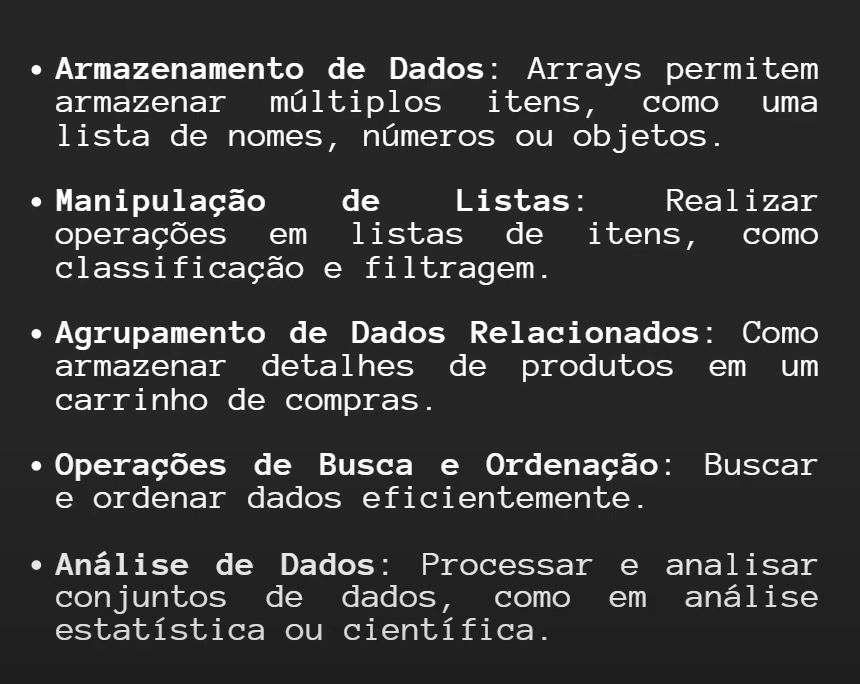 • Armazenamento de Dados: Arrays permitem
armazenar múltiplos itens, como uma
lista de nomes, números ou objetos.
• Manipulação de Listas: Realizar
operações em listas de itens, como
classificação e filtragem.
• Agrupamento de Dados Relacionados: Como
armazenar detalhes de produtos em um
carrinho de compras.
• Operações de Busca e Ordenação: Buscar
e ordenar dados eficientemente.
• Análise de Dados: Processar e analisar
conjuntos de dados, como em análise
estatística ou científica.